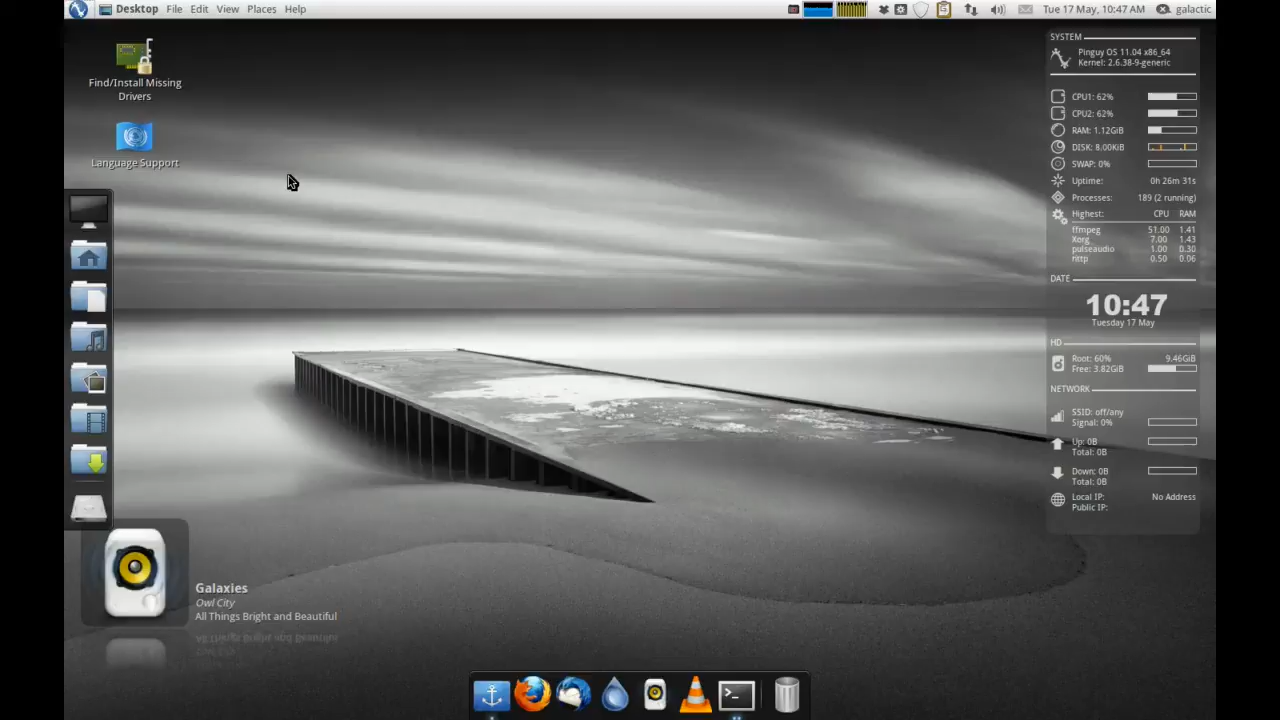 Desktop File Edit View Places Help
Tue 17 May, 10:47 AM galactic
Find/Install Missing
Drivers
Language Support
SYSTEM
Pinguy OS 11.04 x86_64
Kernel: 2.6.38-9-generic
CPU1: 62%
CPU2: 62%
RAM: 1.12GiB
DISK: 8.00KiB
SWAP: 0%
Uptime: 0h 26m 31s
Processes: 189 (2 running)
Highest: CPU RAM
ffmpeg 51.00 1.41
Xorg 7.00 1.43
pulseaudio 1.00 0.30
0.50 0.06
DATE
10:47
Tuesday 17 May
HD
Root: 60% 9.46GiB
Free: 3.82GiB
NETWORK
SSID: off/any
Signal: 0%
Up: 0B
Total: 0B
Down: 0B
Total: 0B
Local IP: No Address
Public IP:
Galaxies
Owl City
All Things Bright and Beautiful